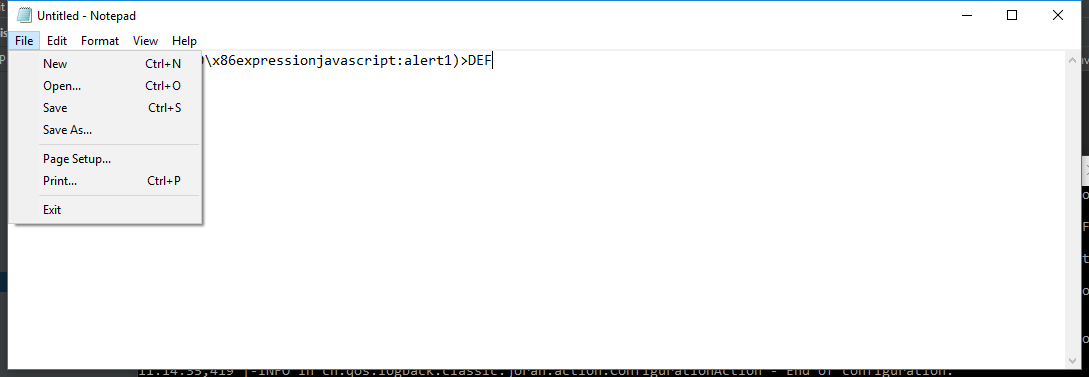 Untitled - Notepad
File Edit Format View Help
\x86expressionjavascript:alert1)>DEF
New Ctrl+N
Open... Ctrl+O
Save Ctrl+S
Save As...
Page Setup...
Print... Ctrl+P
Exit
11:14:35,419 |-INFO in ch.qos.logback.classic.joran.action.ConfigurationAction - End of configuration.